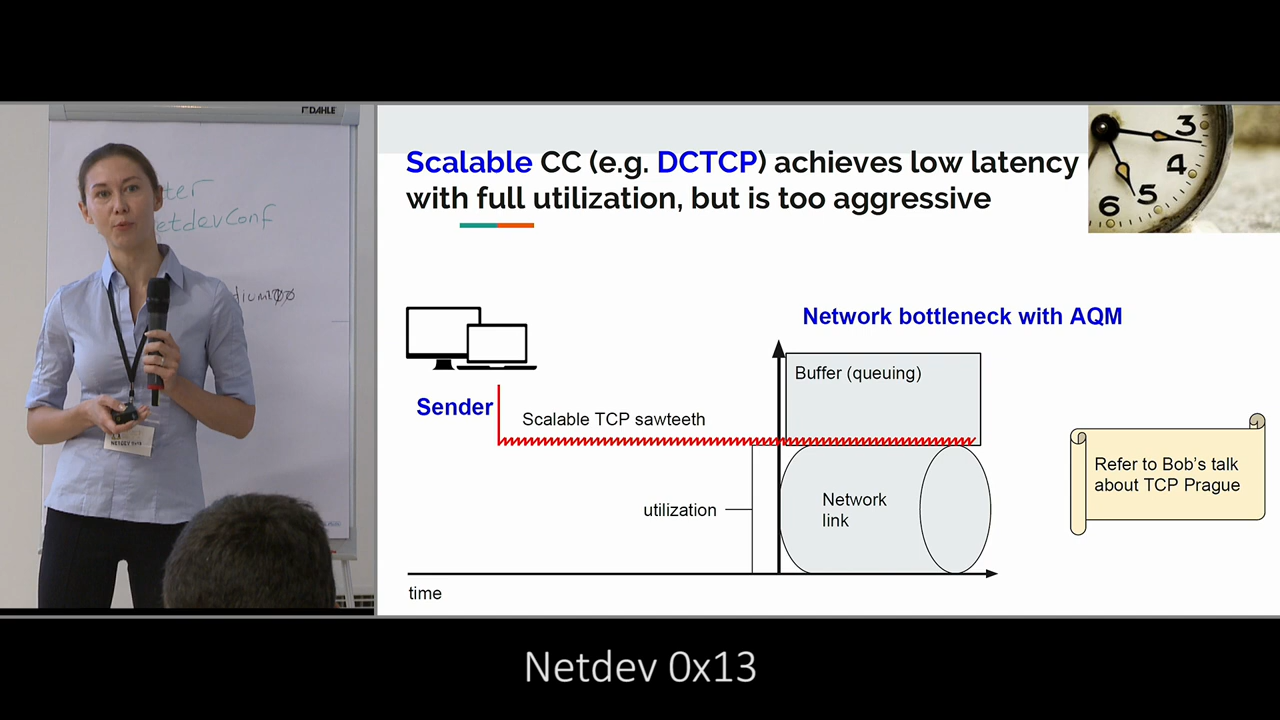 DAHLE
NetdevConf
Scalable CC (e.g. DCTCP) achieves low latency
with full utilization, but is too aggressive
3
4
5
6
Network bottleneck with AQM
Buffer (queuing)
Sender
Scalable TCP sawteeth
Refer to Bob's talk
about TCP Prague
utilization
Network
link
time
Netdev 0x13